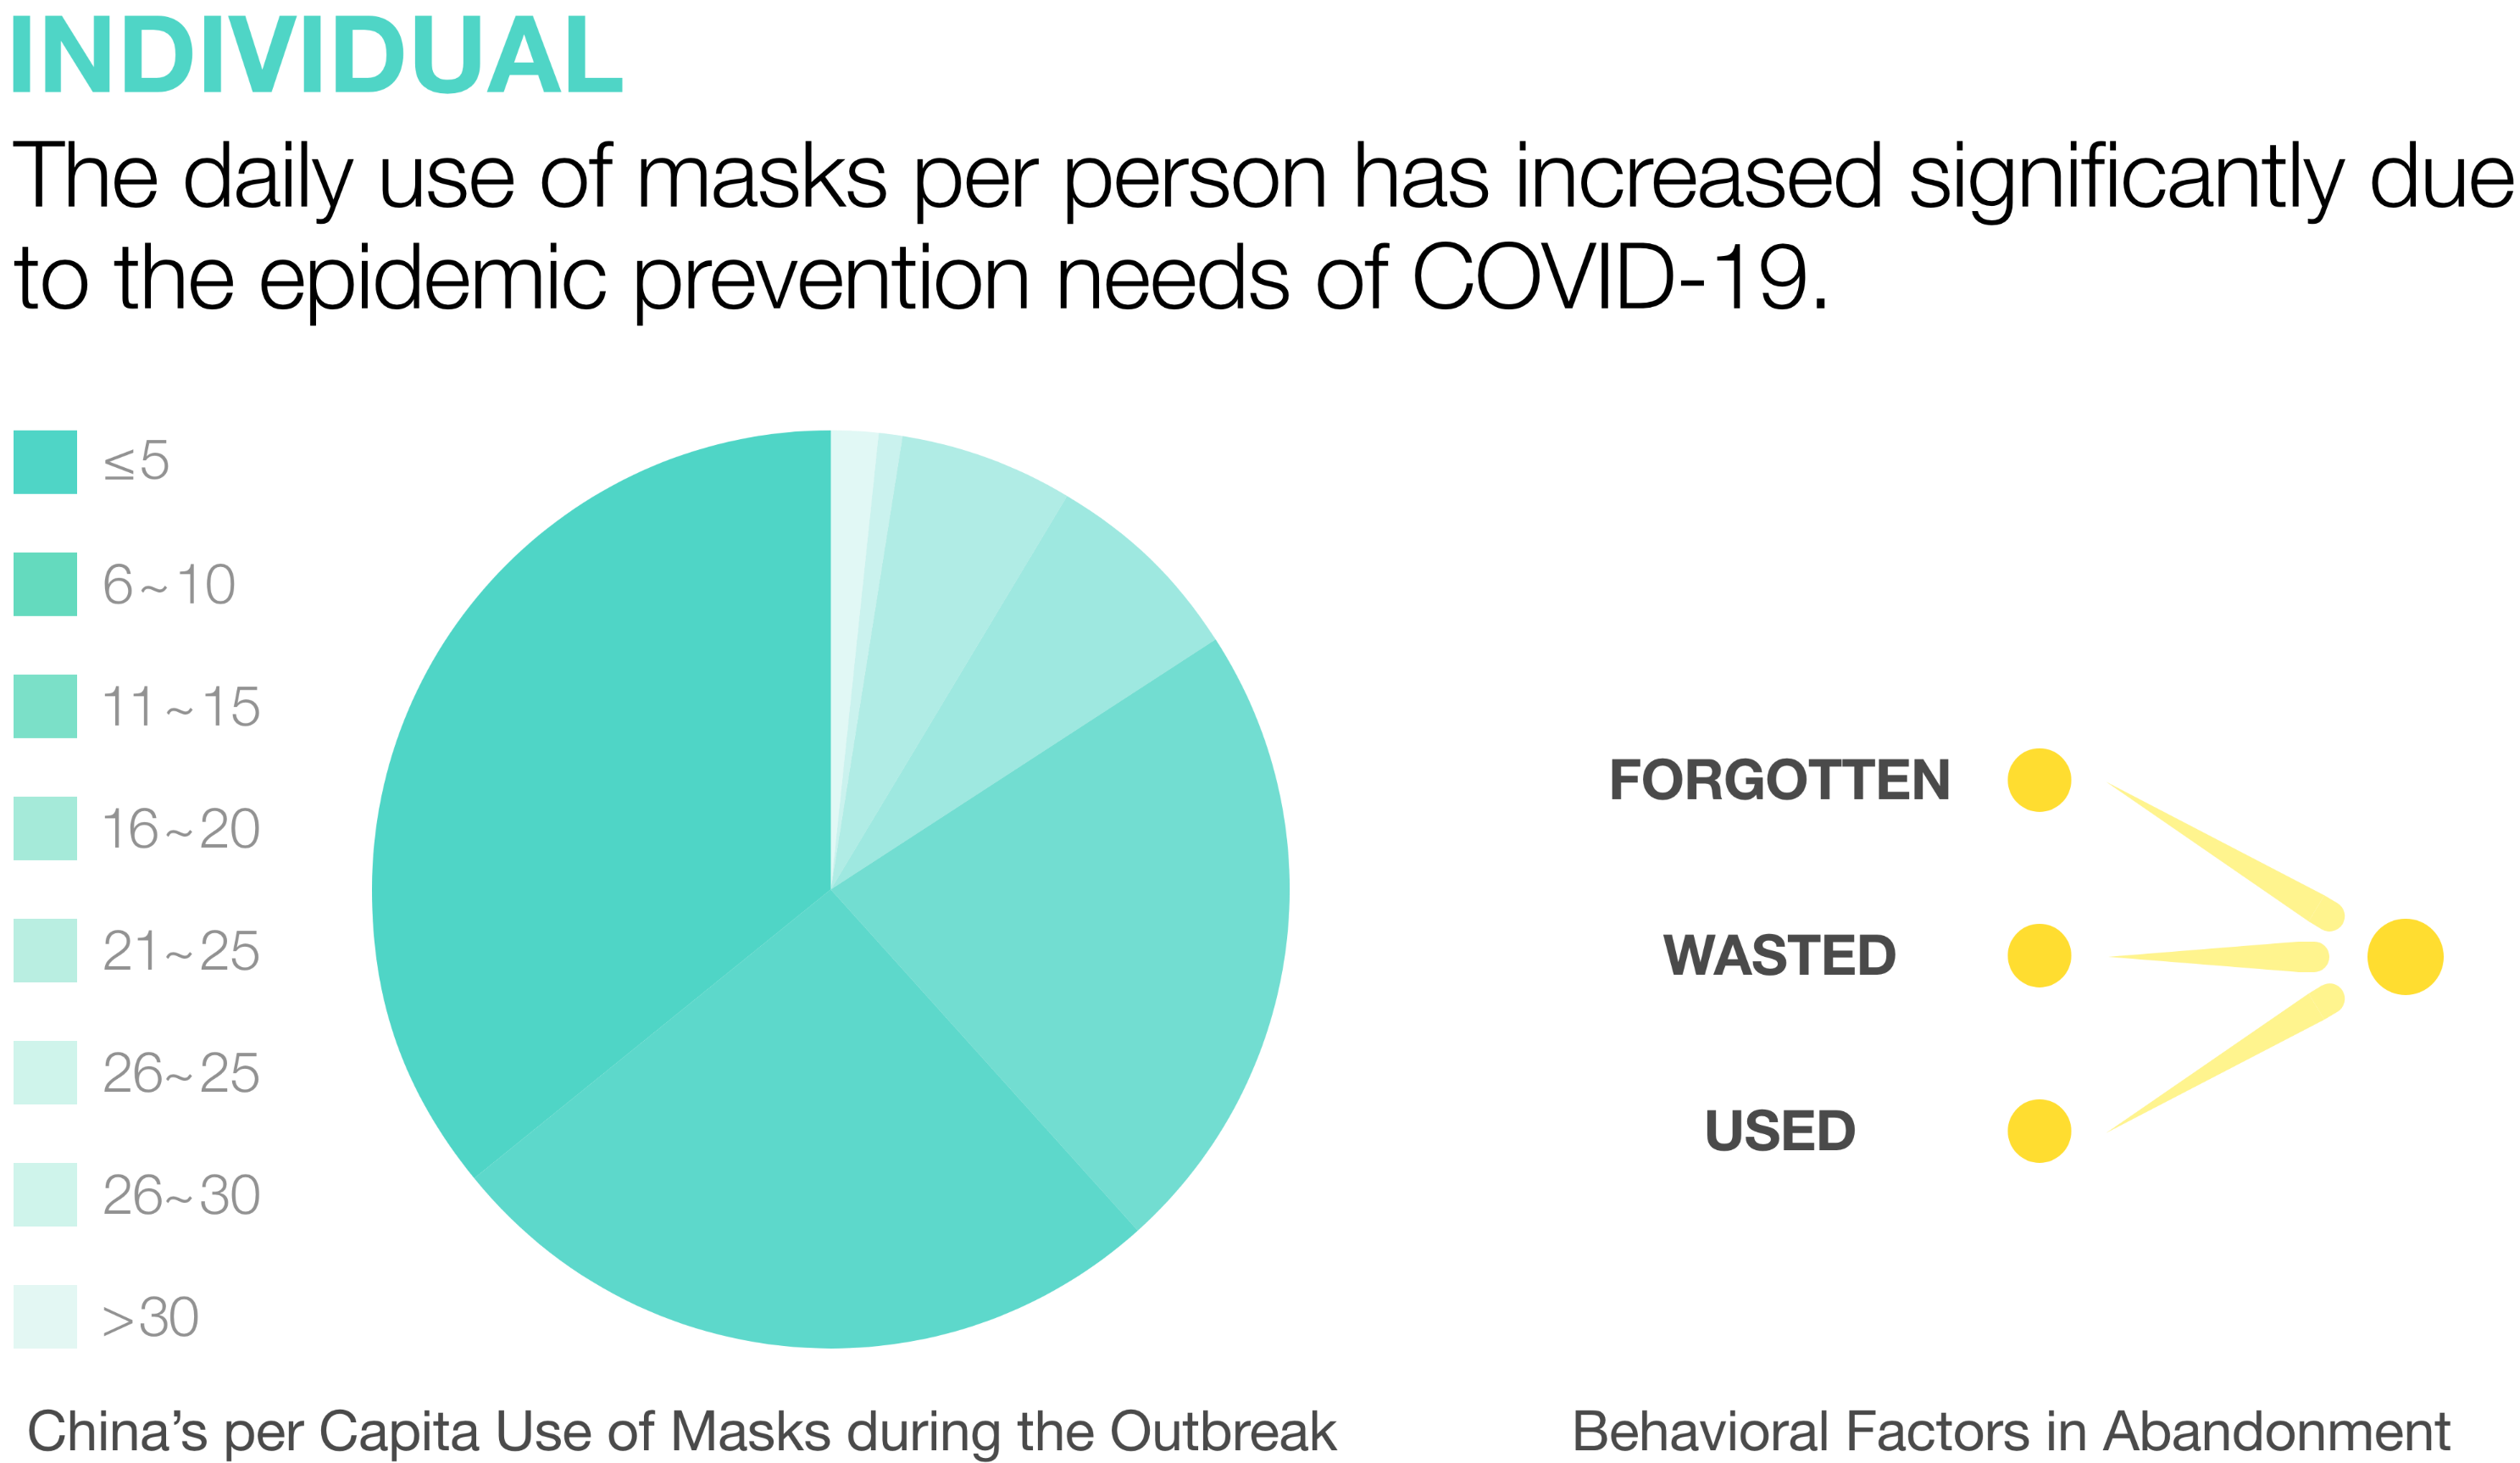 INDIVIDUAL
The daily use of masks per person has increased significantly due
to the epidemic prevention needs of COVID-19.
≤5
6~10
11~15
16~20
21~25
26~25
26~30
>30
China’s per Capita Use of Masks during the Outbreak
FORGOTTEN
WASTED
USED
Behavioral Factors in Abandonment